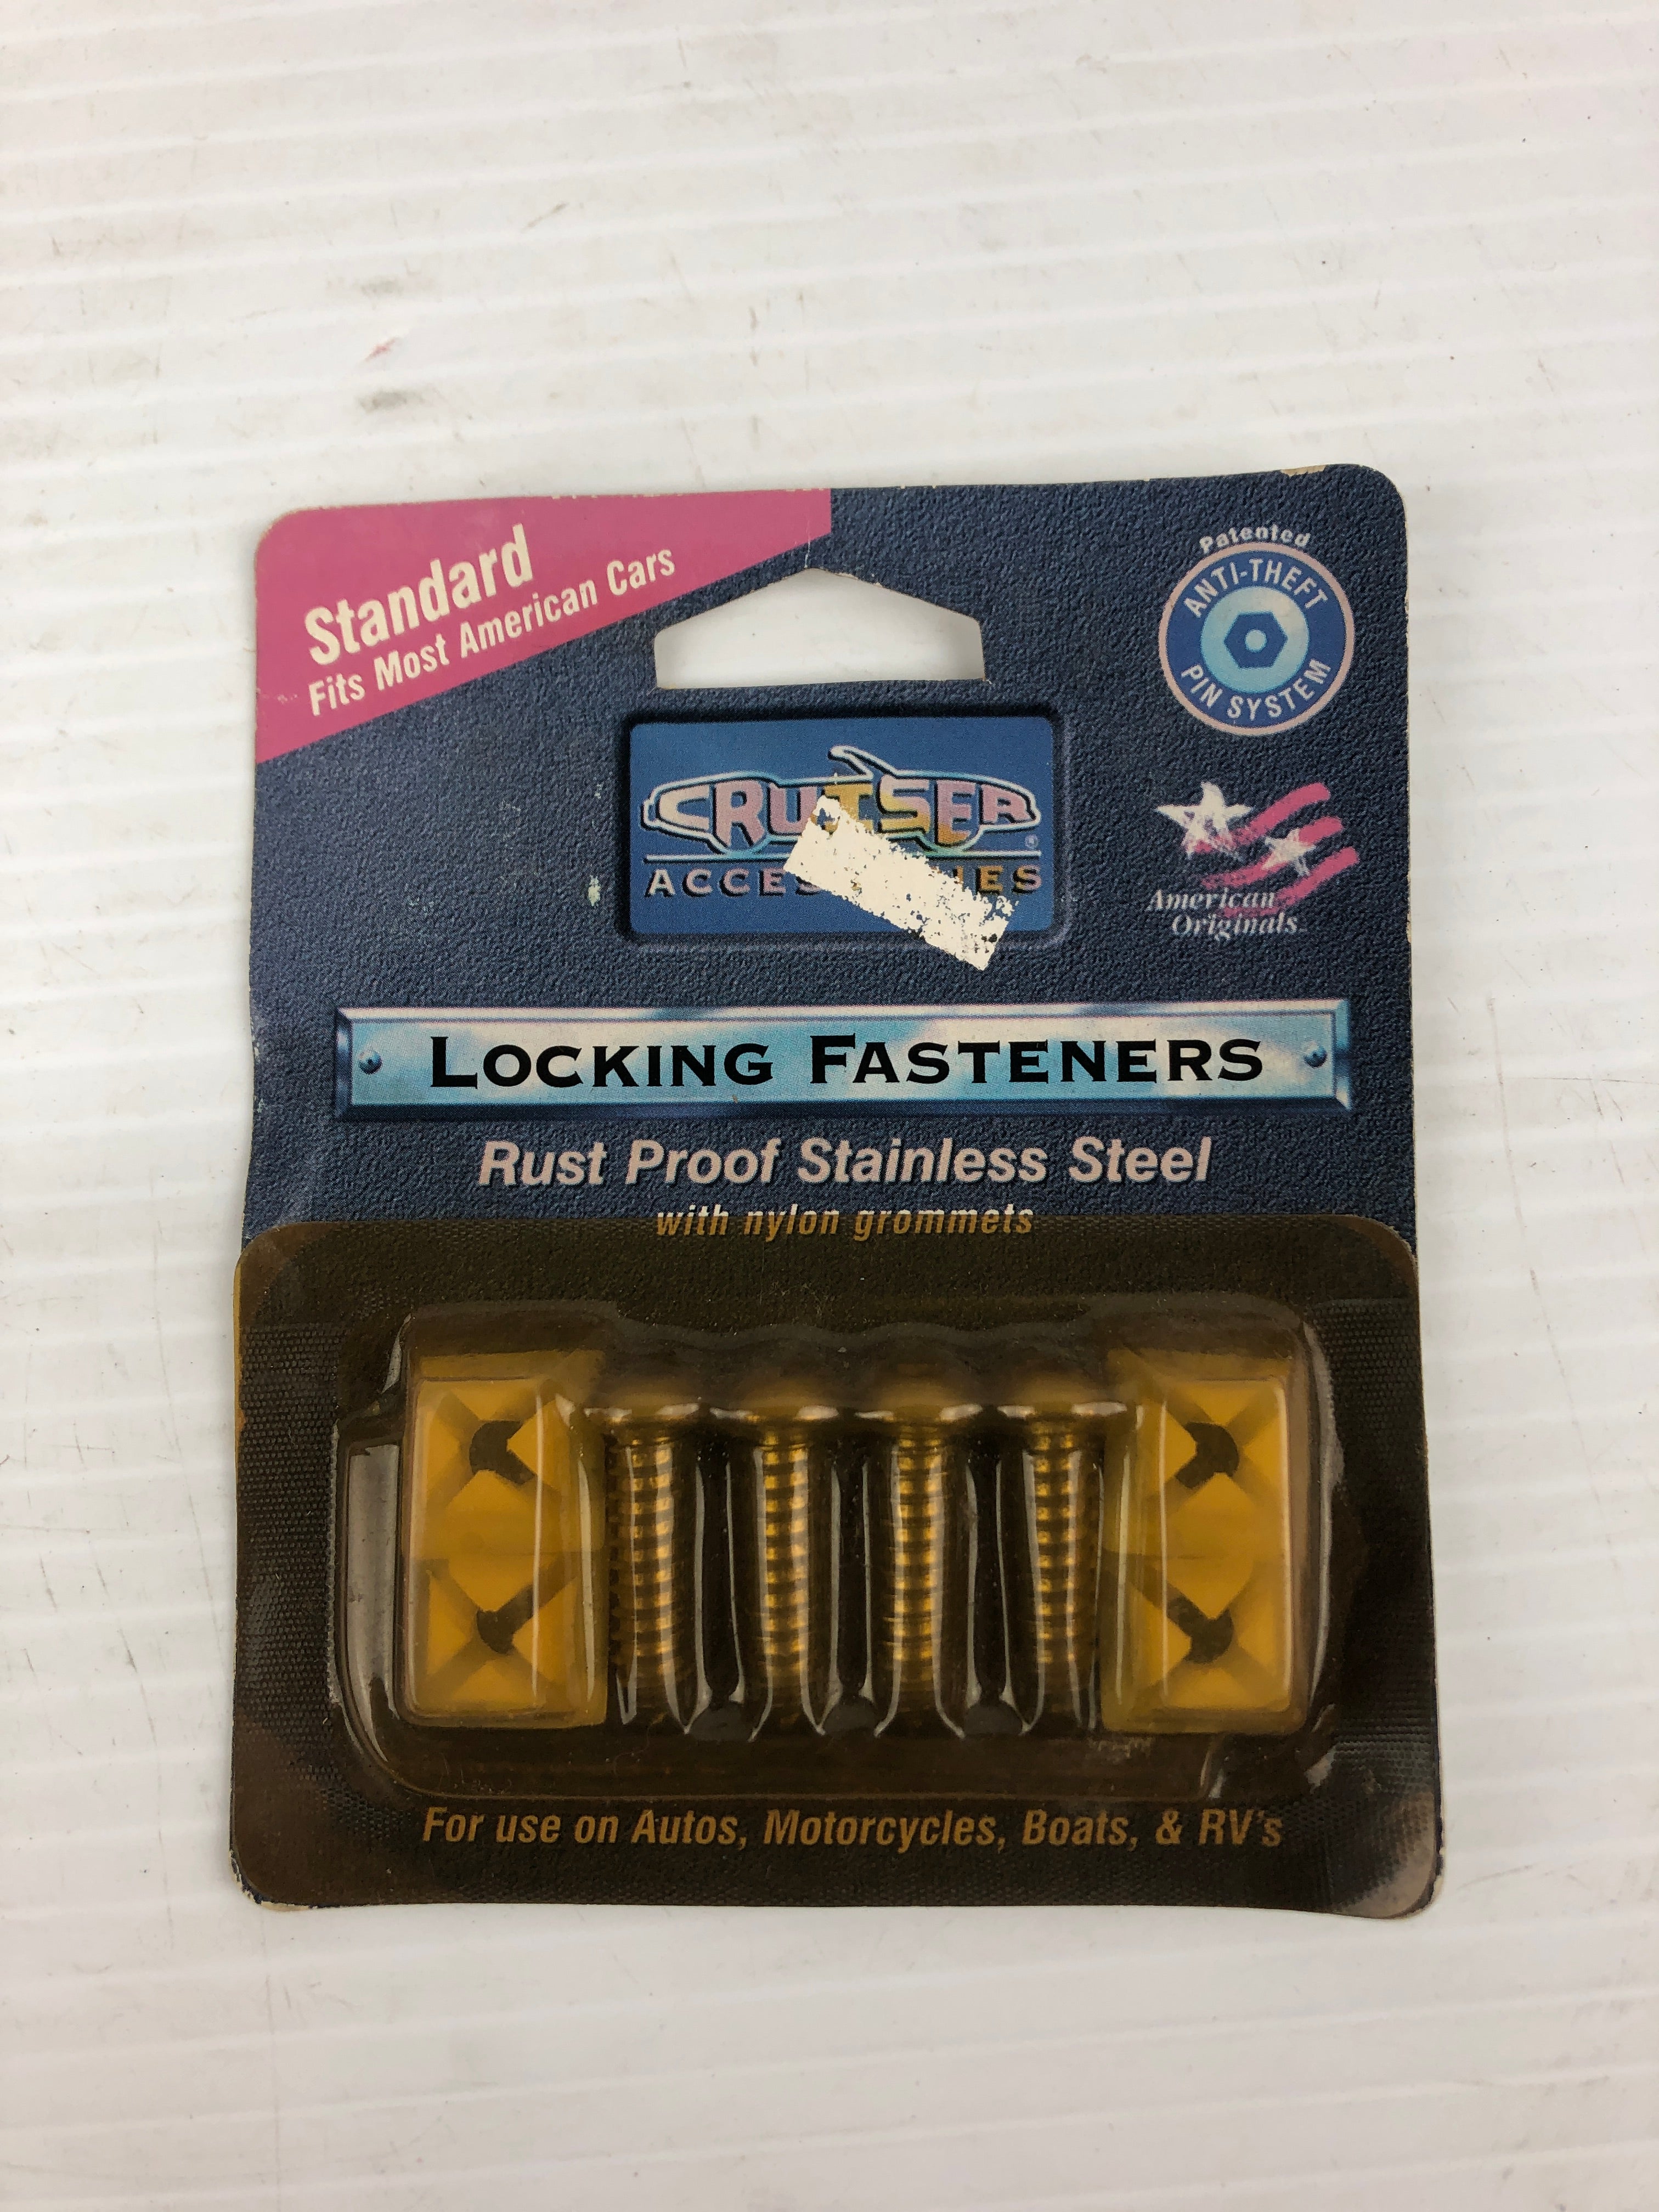 Standard
Fits Most American Cars
Patented
ANTI-THEFT
PIN SYSTEM
CRUISER®
American
Originals
LOCKING FASTENERS
Rust Proof Stainless Steel
with nylon grommets
For use on Autos, Motorcycles, Boats, & RV's